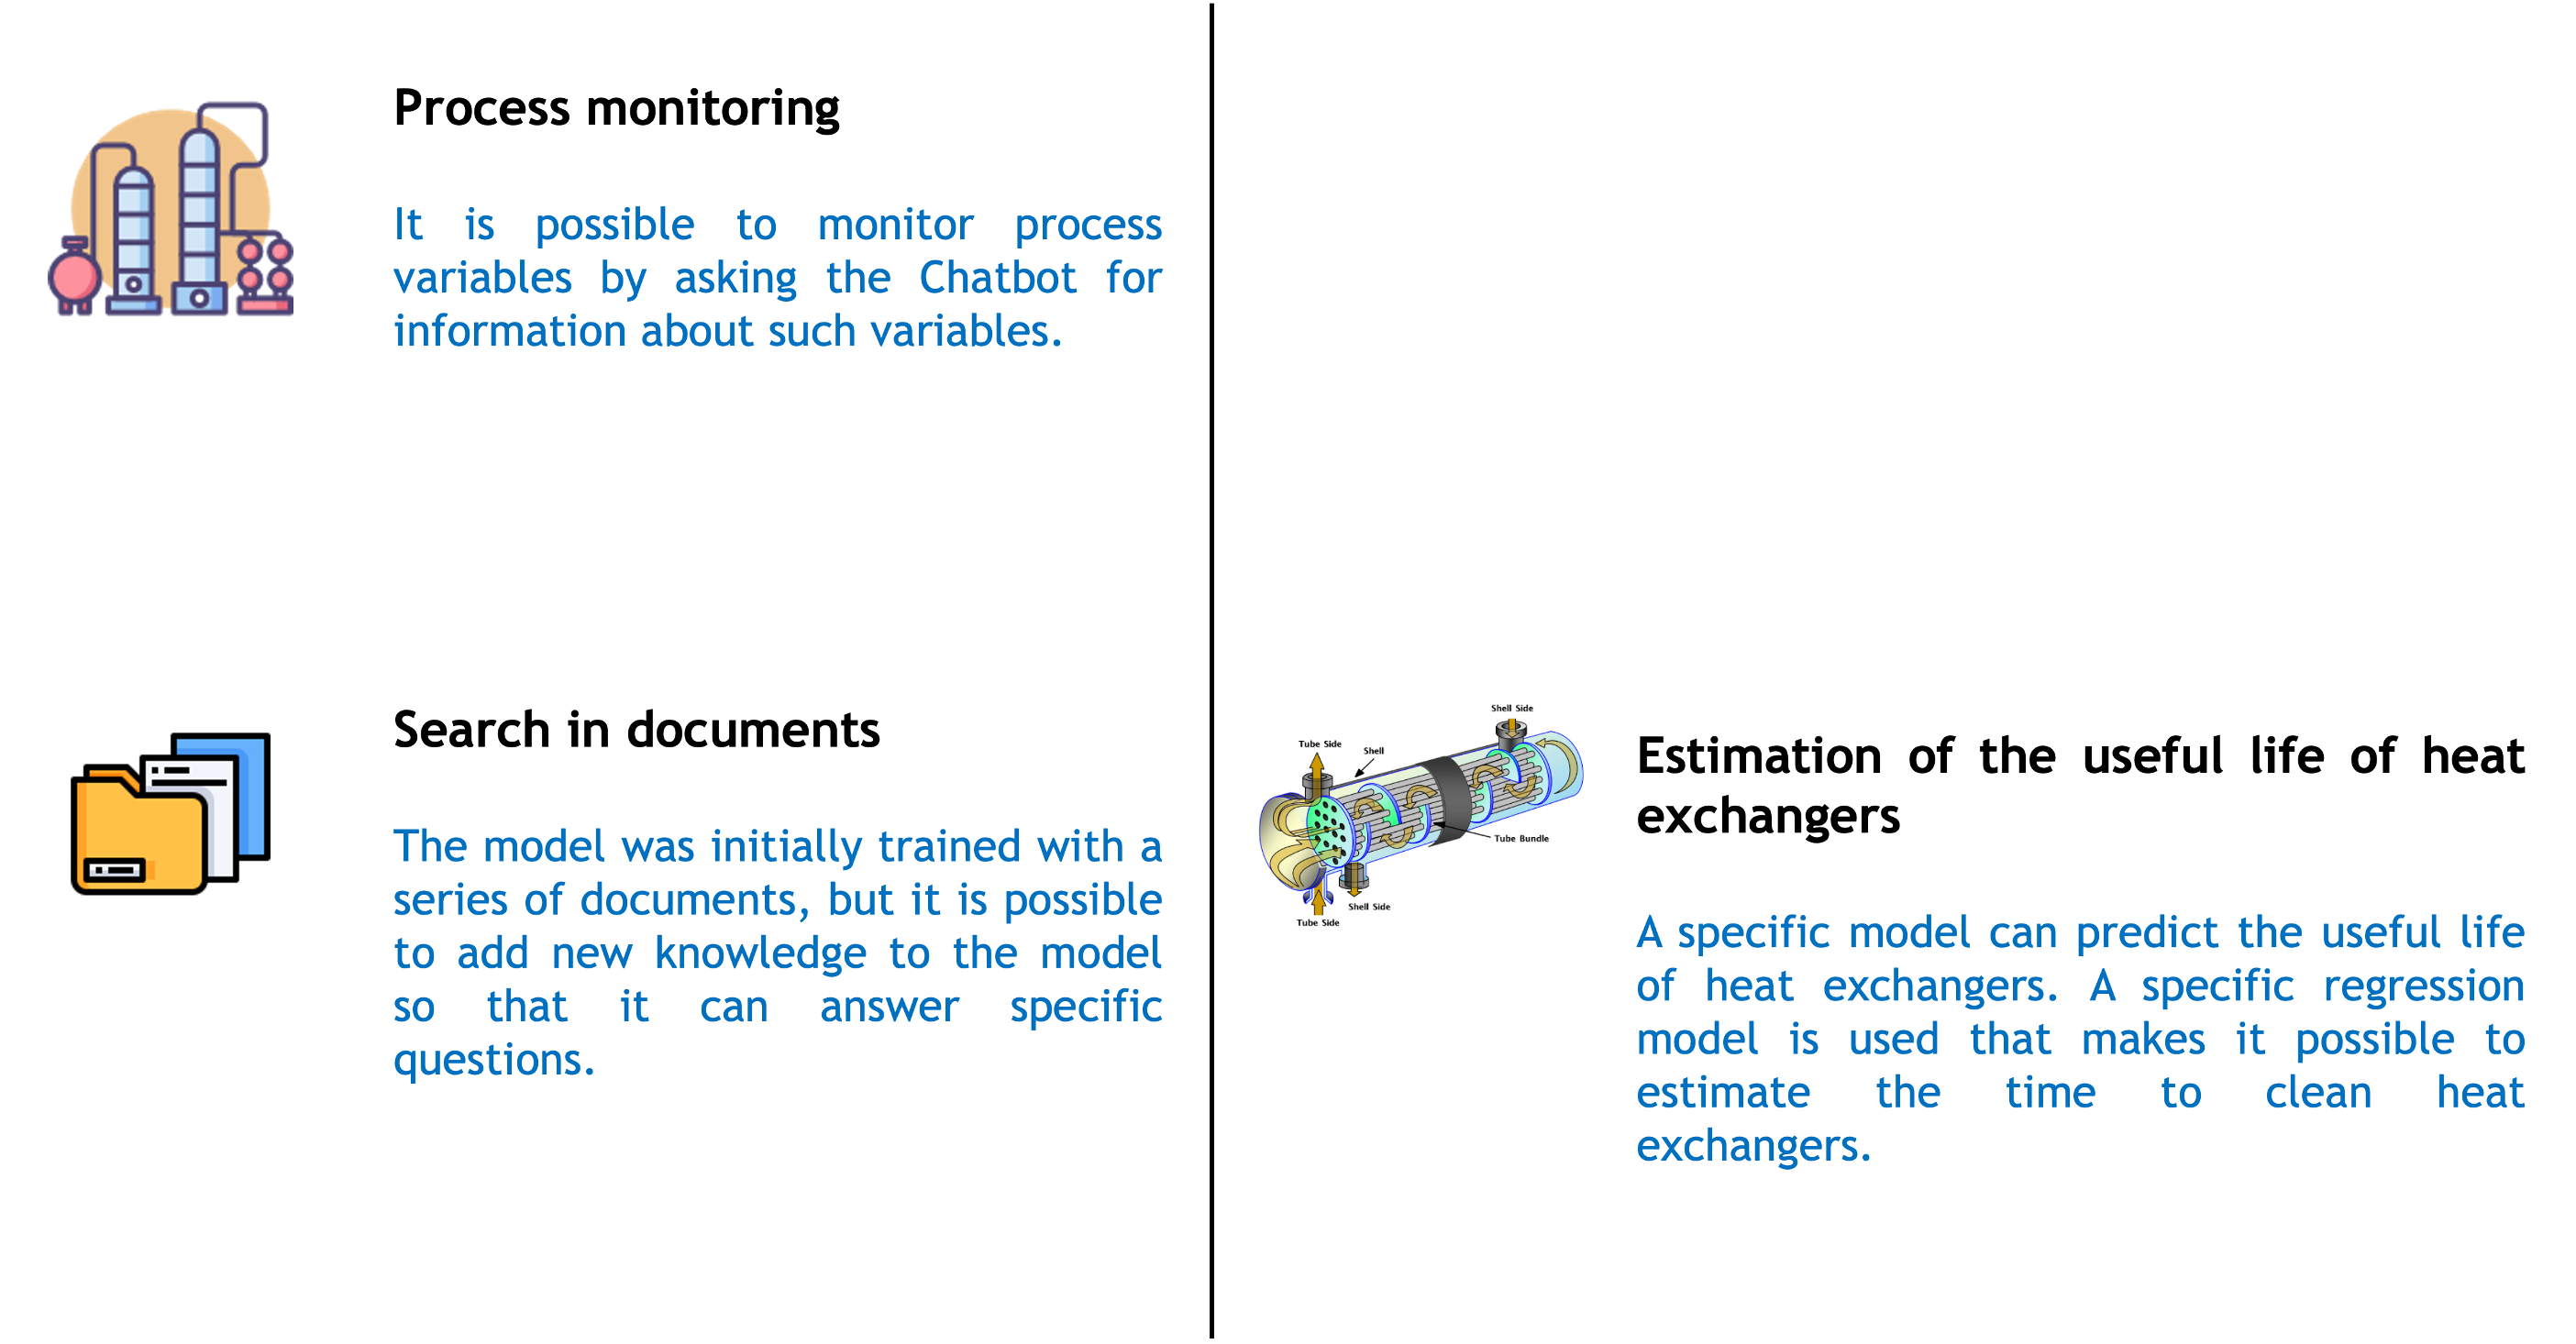 Process monitoring
It is possible to monitor process
variables by asking the Chatbot for
information about such variables.
Search in documents
The model was initially trained with a
series of documents, but it is possible
to add new knowledge to the model
so that it can answer specific
questions.
Shell Side
Tube Side
Shell
Tube Bundle
Shell Side
Tube Side
Estimation of the useful life of heat
exchangers
A specific model can predict the useful life
of heat exchangers. A specific regression
model is used that makes it possible to
estimate the time to clean heat
exchangers.